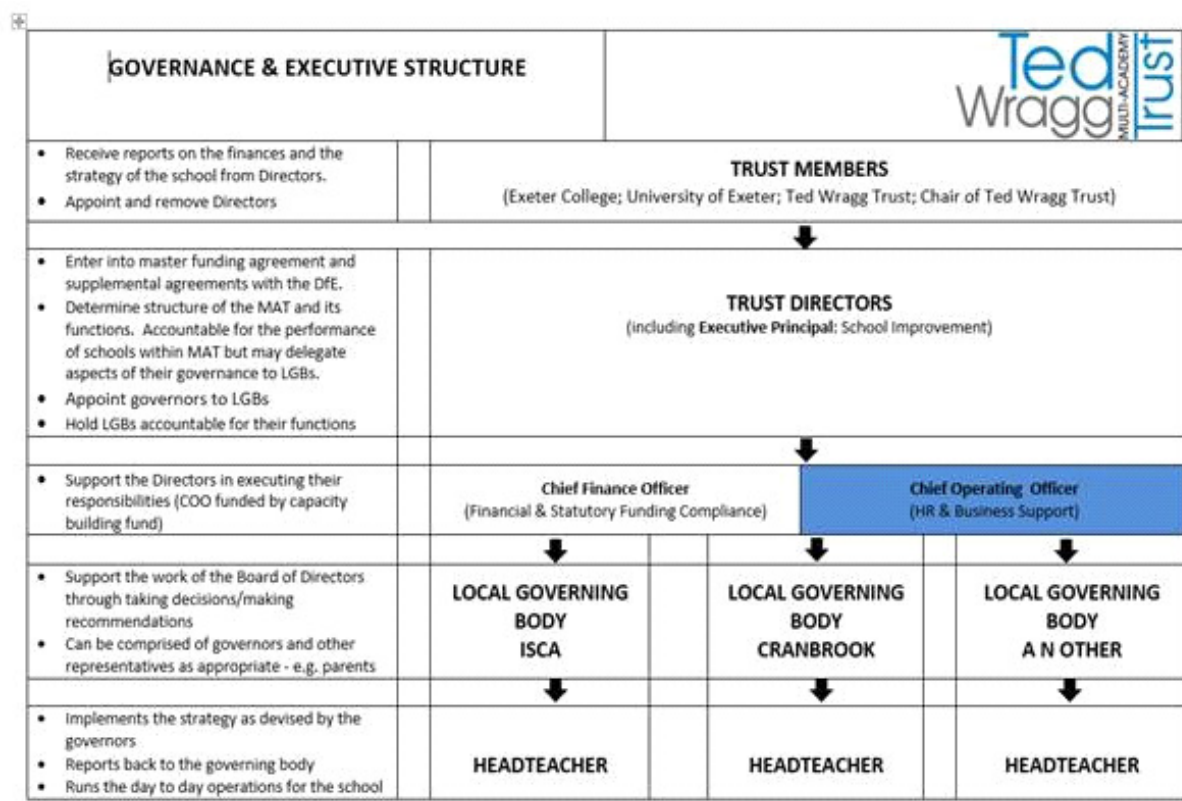 GOVERNANCE & EXECUTIVE STRUCTURE
Ted
Wragg
MULTI-ACADEMY
Trust
• Receive reports on the finances and the
strategy of the school from Directors.
• Appoint and remove Directors
TRUST MEMBERS
(Exeter College; University of Exeter; Ted Wragg Trust; Chair of Ted Wragg Trust)
• Enter into master funding agreement and
supplemental agreements with the DfE.
• Determine structure of the MAT and its
functions. Accountable for the performance
of schools within MAT but may delegate
aspects of their governance to LGBs.
• Appoint governors to LGBs
• Hold LGBs accountable for their functions
TRUST DIRECTORS
(including Executive Principal: School Improvement)
• Support the Directors in executing their
responsibilities (COO funded by capacity
building fund)
Chief Finance Officer
(Financial & Statutory Funding Compliance)
Chief Operating Officer
(HR & Business Support)
• Support the work of the Board of Directors
through taking decisions/making
recommendations
• Can be comprised of governors and other
representatives as appropriate - e.g. parents
LOCAL GOVERNING
BODY
ISCA
LOCAL GOVERNING
BODY
CRANBROOK
LOCAL GOVERNING
BODY
A N OTHER
• Implements the strategy as devised by the
governors
• Reports back to the governing body
• Runs the day to day operations for the school
HEADTEACHER
HEADTEACHER
HEADTEACHER